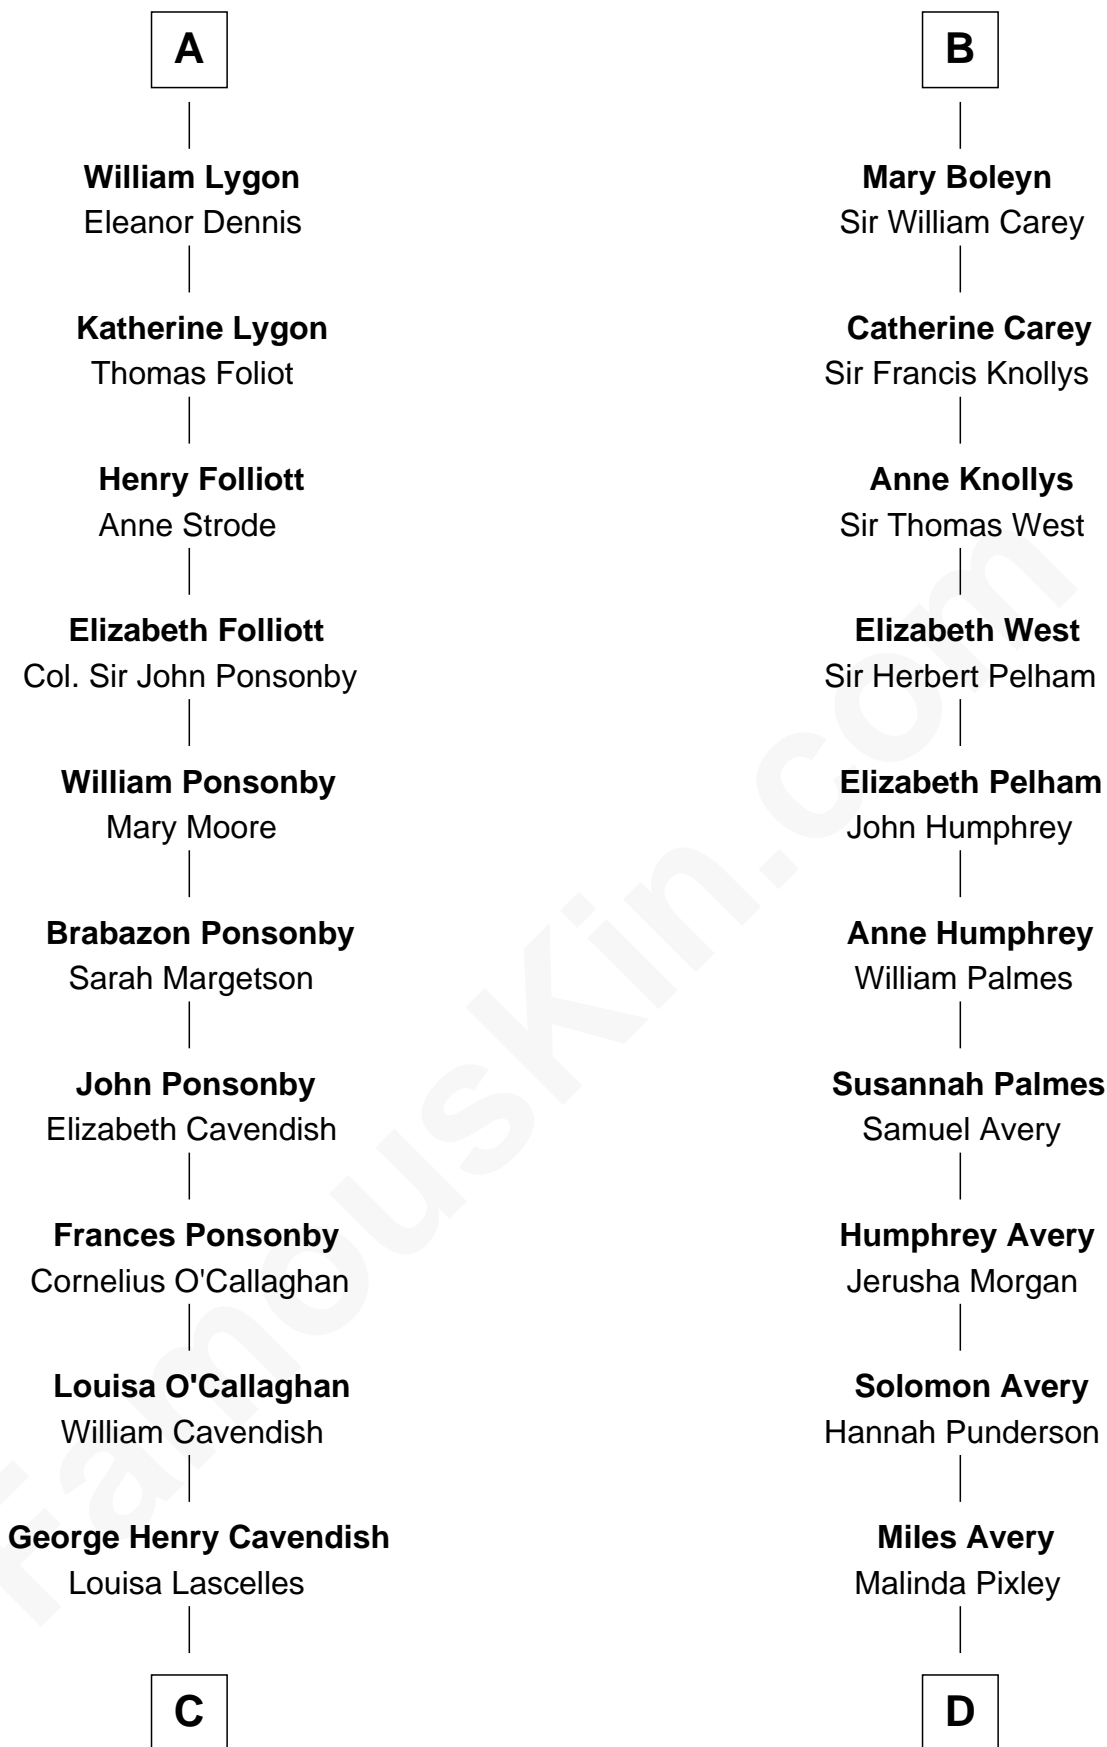 A
William Lygon
Eleanor Dennis
Katherine Lygon
Thomas Foliot
Henry Folliott
Anne Strode
Elizabeth Folliott
Col. Sir John Ponsonby
William Ponsonby
Mary Moore
Brabazon Ponsonby
Sarah Margetson
John Ponsonby
Elizabeth Cavendish
Frances Ponsonby
Cornelius O'Callaghan
Louisa O'Callaghan
William Cavendish
George Henry Cavendish
Louisa Lascelles
C
B
Mary Boleyn
Sir William Carey
Catherine Carey
Sir Francis Knollys
Anne Knollys
Sir Thomas West
Elizabeth West
Sir Herbert Pelham
Elizabeth Pelham
John Humphrey
Anne Humphrey
William Palmes
Susannah Palmes
Samuel Avery
Humphrey Avery
Jerusha Morgan
Solomon Avery
Hannah Punderson
Miles Avery
Malinda Pixley
D
FamousKin.com